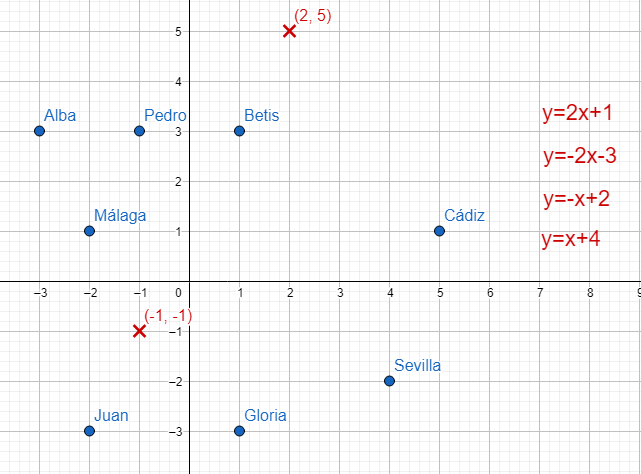 (2, 5)
5
4
Alba
Pedro
Betis
3
y=2x+1
y=-2x-3
2
y=-x+2
Málaga
Cádiz
1
y=x+4
−3 −2 −1 0 1 2 3 4 5 6 7 8 9
(-1, -1)
−1
Sevilla
−2
Juan
Gloria
−3